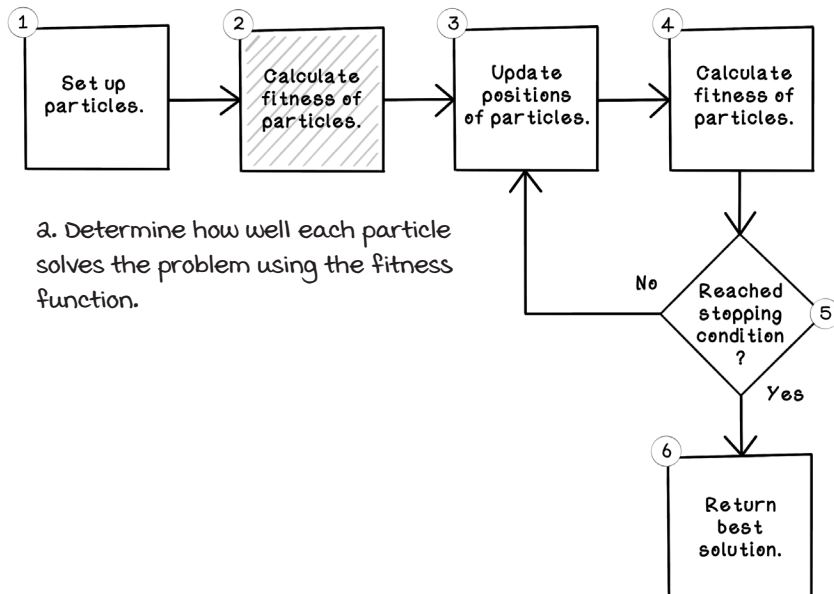 1
Set up
particles.
2
Calculate
fitness of
particles.
3
Update
positions
of particles.
4
Calculate
fitness of
particles.
2. Determine how well each particle
solves the problem using the fitness
function.
No
Reached
stopping
condition
?
5
Yes
6
Return
best
solution.